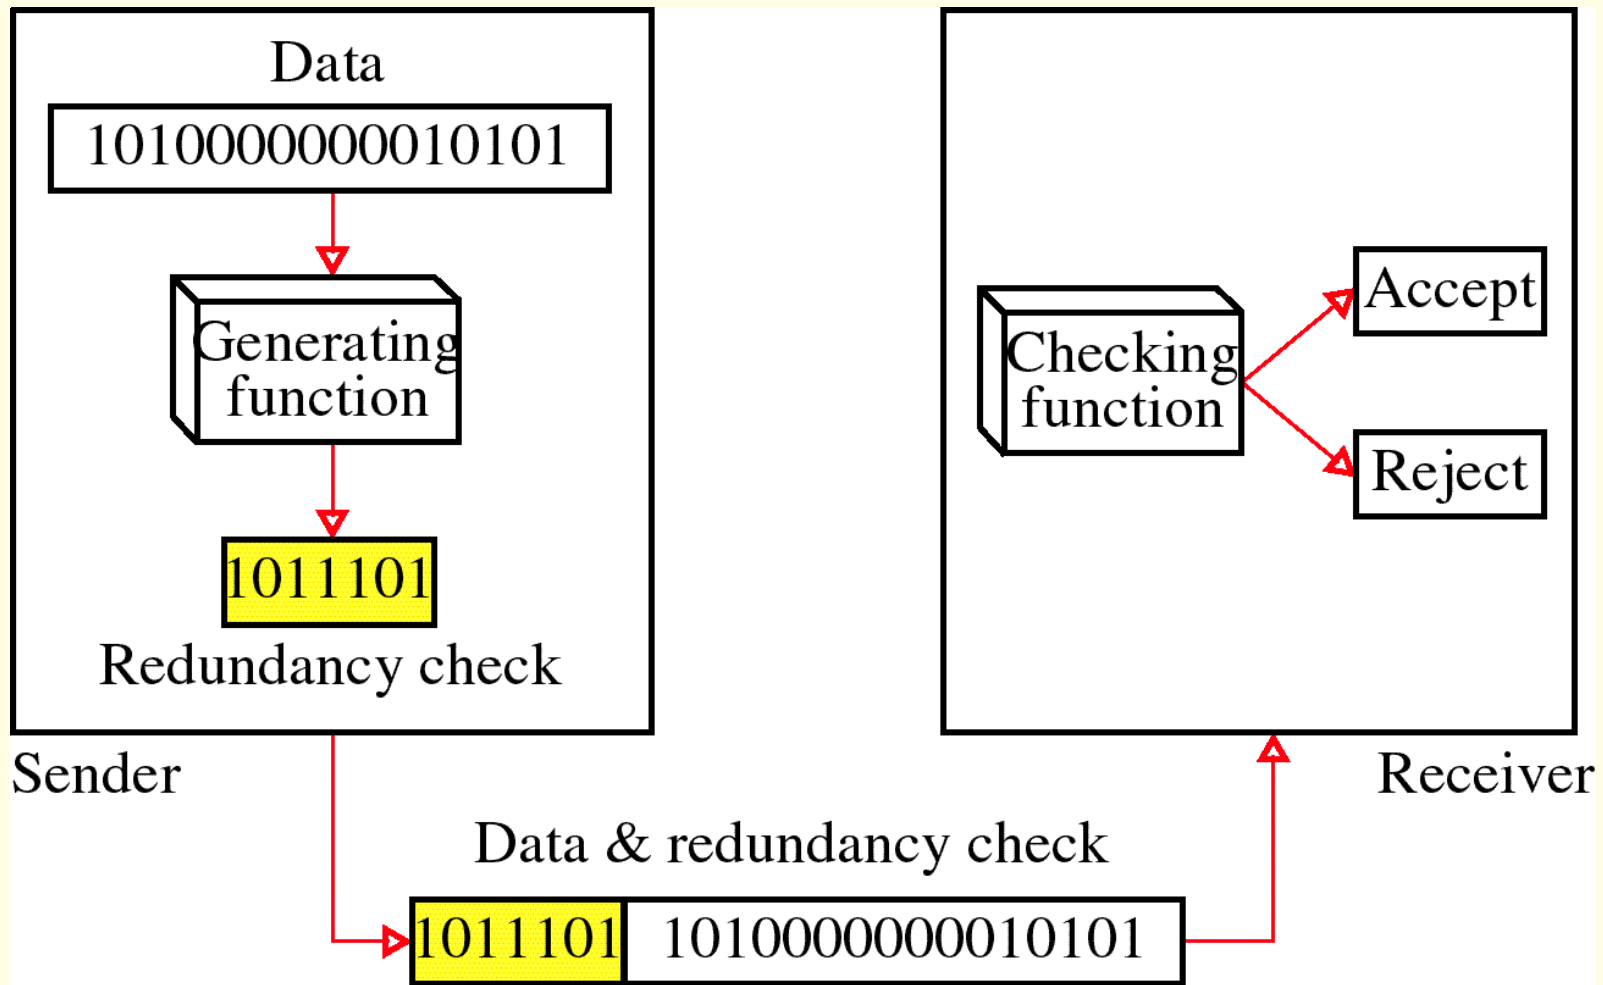 Data
1010000000010101
Generating
function
1011101
Redundancy check
Sender
Checking
function
Accept
Reject
Receiver
Data & redundancy check
1011101 1010000000010101